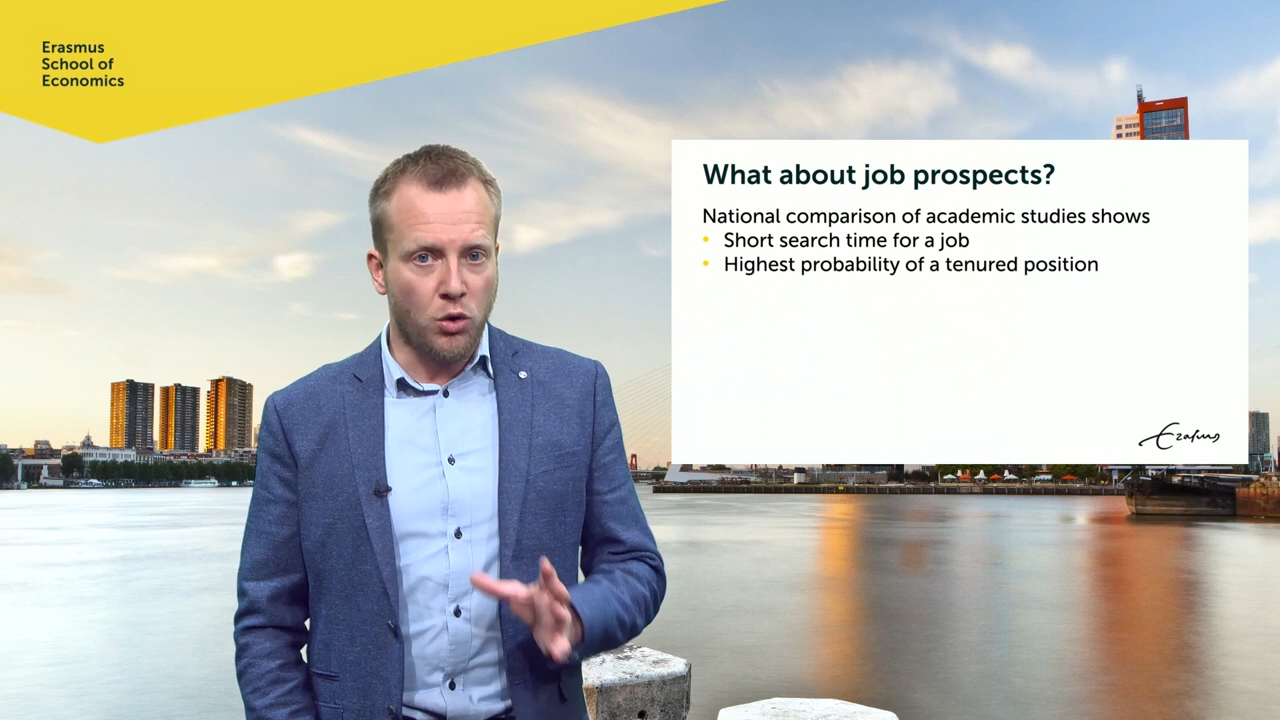 Erasmus
School of
Economics
What about job prospects?
National comparison of academic studies shows
• Short search time for a job
• Highest probability of a tenured position
Erasmus